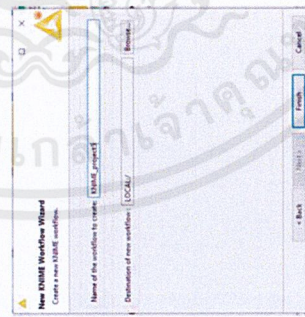 New KNIME Workflow Wizard
Create a new KNIME workflow.
Name of the workflow to create: KNIME_project3
Destination of new workflow: LOCAL:/
Browse...
< Back
Next >
Finish
Cancel